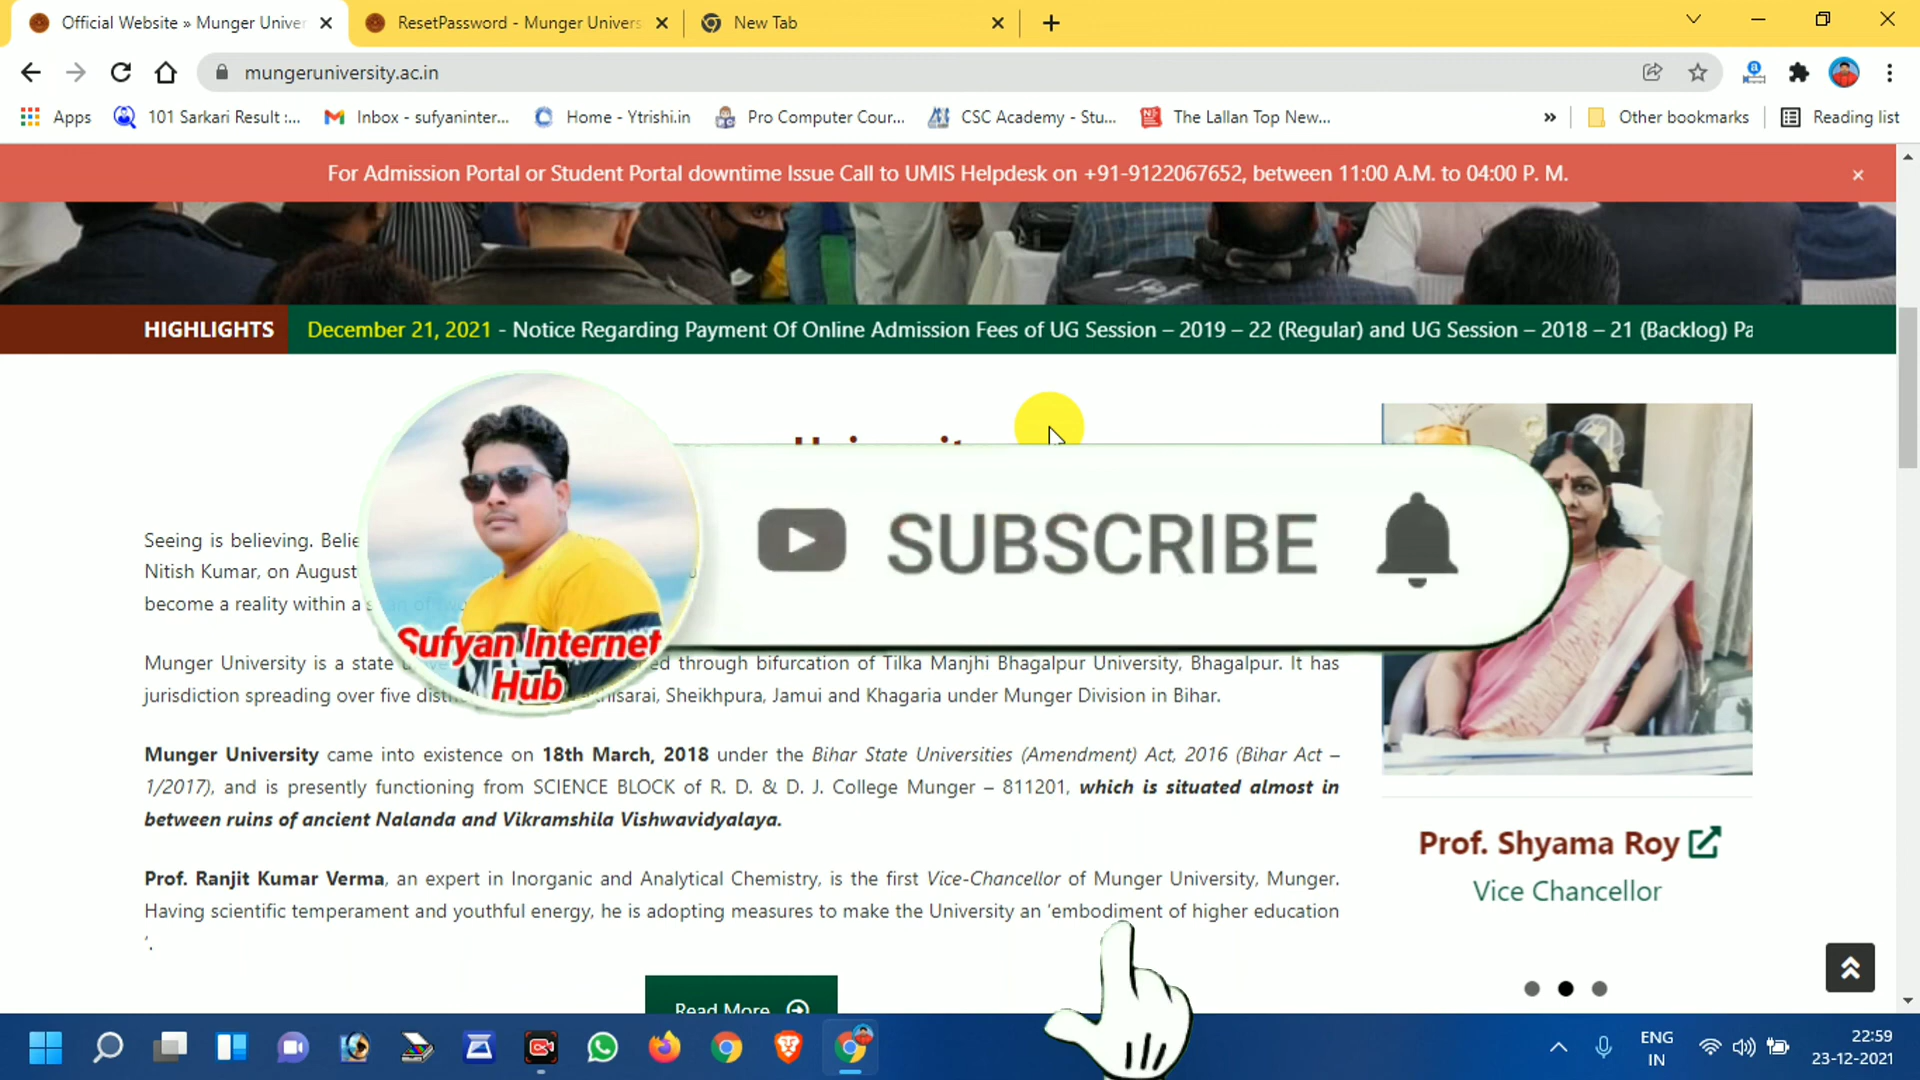 Official Website » Munger Univer
ResetPassword - Munger Univers
New Tab
mungeruniversity.ac.in
Apps
101 Sarkari Result :...
Inbox - sufyaninter...
Home - Ytrishi.in
Pro Computer Cour...
CSC Academy - Stu...
The Lallan Top New...
»
Other bookmarks
Reading list
For Admission Portal or Student Portal downtime Issue Call to UMIS Helpdesk on +91-9122067652, between 11:00 A.M. to 04:00 P. M.
HIGHLIGHTS
December 21, 2021 - Notice Regarding Payment Of Online Admission Fees of UG Session – 2019 – 22 (Regular) and UG Session – 2018 – 21 (Backlog) Pa
SUBSCRIBE
Sufyan Internet
Hub
Seeing is believing.
Nitish Kumar, on August
become a reality within a
Munger University is a state through bifurcation of Tilka Manjhi Bhagalpur University, Bhagalpur. It has
jurisdiction spreading over five Sheikhpura, Jamui and Khagaria under Munger Division in Bihar.
Munger University came into existence on 18th March, 2018 under the Bihar State Universities (Amendment) Act, 2016 (Bihar Act –
1/2017), and is presently functioning from SCIENCE BLOCK of R. D. & D. J. College Munger – 811201, which is situated almost in
between ruins of ancient Nalanda and Vikramshila Vishwavidyalaya.
Prof. Ranjit Kumar Verma, an expert in Inorganic and Analytical Chemistry, is the first Vice-Chancellor of Munger University, Munger.
Having scientific temperament and youthful energy, he is adopting measures to make the University an ‘embodiment of higher education
‘.
Read More
Prof. Shyama Roy
Vice Chancellor
ENG
IN
22:59
23-12-2021